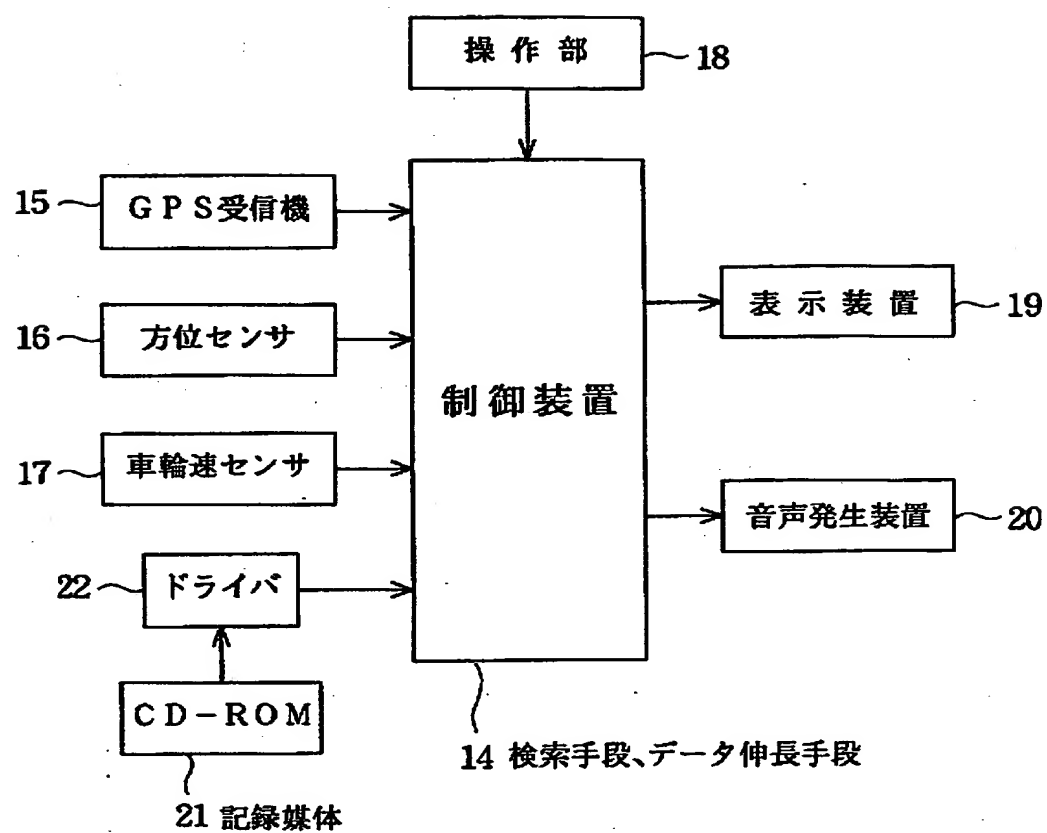 操作部
18
15
GPS受信機
16
方位センサ
表示装置
19
制御装置
17
車輪速センサ
音声発生装置
20
22
ドライバ
CD-ROM
14 検索手段、データ伸長手段
21 記録媒体